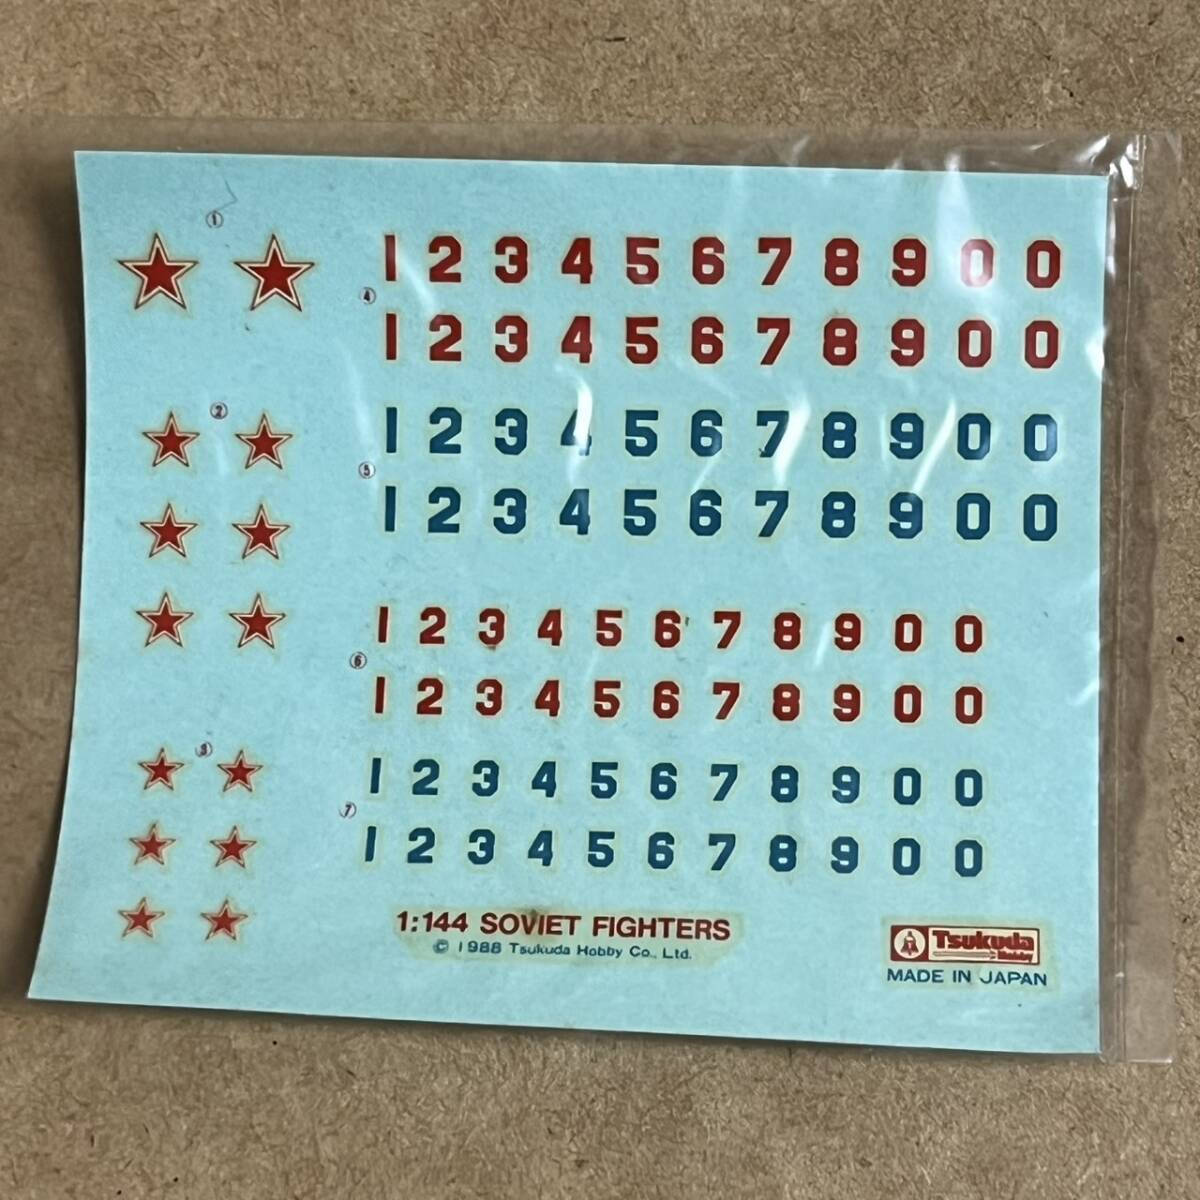 ①
1 2 3 4 5 6 7 8 9 0 0
④
1 2 3 4 5 6 7 8 9 0 0
②
1 2 3 4 5 6 7 8 9 0 0
⑤
1 2 3 4 5 6 7 8 9 0 0
1 2 3 4 5 6 7 8 9 0 0
⑥
1 2 3 4 5 6 7 8 9 0 0
③
1 2 3 4 5 6 7 8 9 0 0
⑦
1 2 3 4 5 6 7 8 9 0 0
1:144 SOVIET FIGHTERS
© 1988 Tsukuda Hobby Co., Ltd.
Tsukuda
Hobby
MADE IN JAPAN